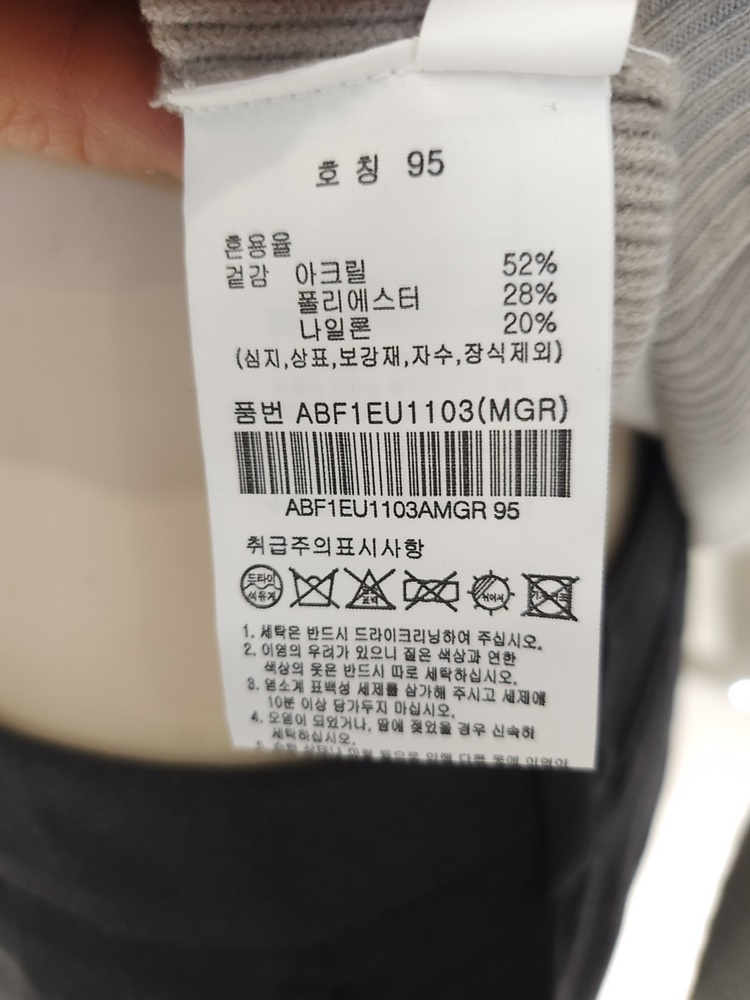 호 칭 95
혼용율
겉감 아크릴 52%
폴리에스터 28%
나일론 20%
(심지,상표,보강재,자수,장식제외)
품번 ABF1EU1103(MGR)
ABF1EU1103AMGR 95
취급주의표시사항
드라이
석유계
1. 세탁은 반드시 드라이크리닝하여 주십시오.
2. 이염의 우려가 있으니 짙은 색상과 연한
색상의 옷은 반드시 따로 세탁하십시오.
3. 염소계 표백성 세제를 삼가해 주시고 세제에
10분 이상 담가두지 마십시오.
4. 오염이 되었거나, 땀에 젖었을 경우 신속히
세탁하십시오.